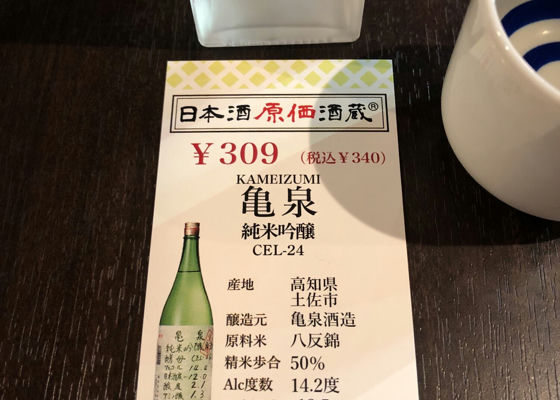 日本酒原価酒蔵®
￥309 (税込￥340)
KAMEIZUMI
亀泉
純米吟醸
CEL-24
産地 高知県
土佐市
醸造元 亀泉酒造
原料米 八反錦
精米歩合 50%
Alc度数 14.2度